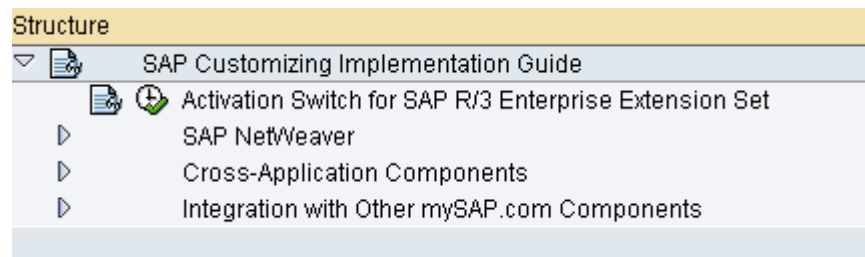 Structure
SAP Customizing Implementation Guide
Activation Switch for SAP R/3 Enterprise Extension Set
SAP NetWeaver
Cross-Application Components
Integration with Other mySAP.com Components